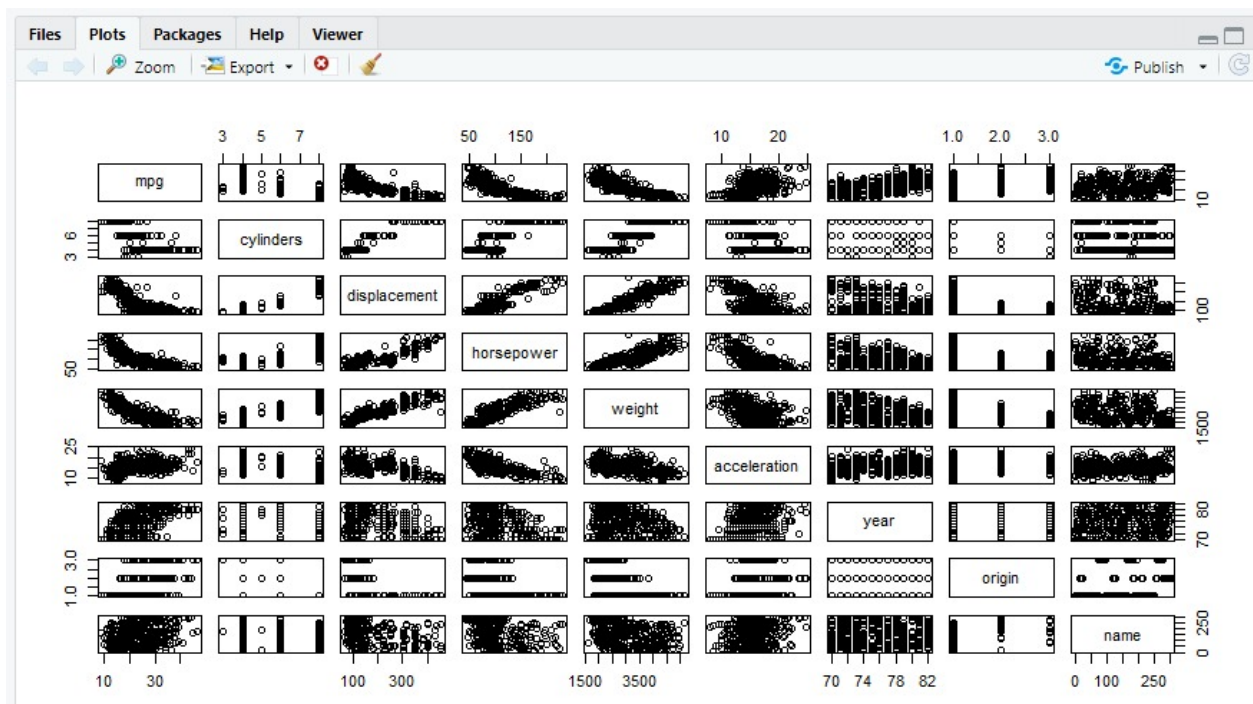 Files Plots Packages Help Viewer
Zoom Export Publish
3 5 7 50 150 10 20 1.0 2.0 3.0
mpg 10
6 3 cylinders
displacement 100
50 horsepower
weight 1500
25 10 acceleration
year 80 70
3.0 1.0 origin
name 250 0
10 30 100 300 1500 3500 70 74 78 82 0 100 250